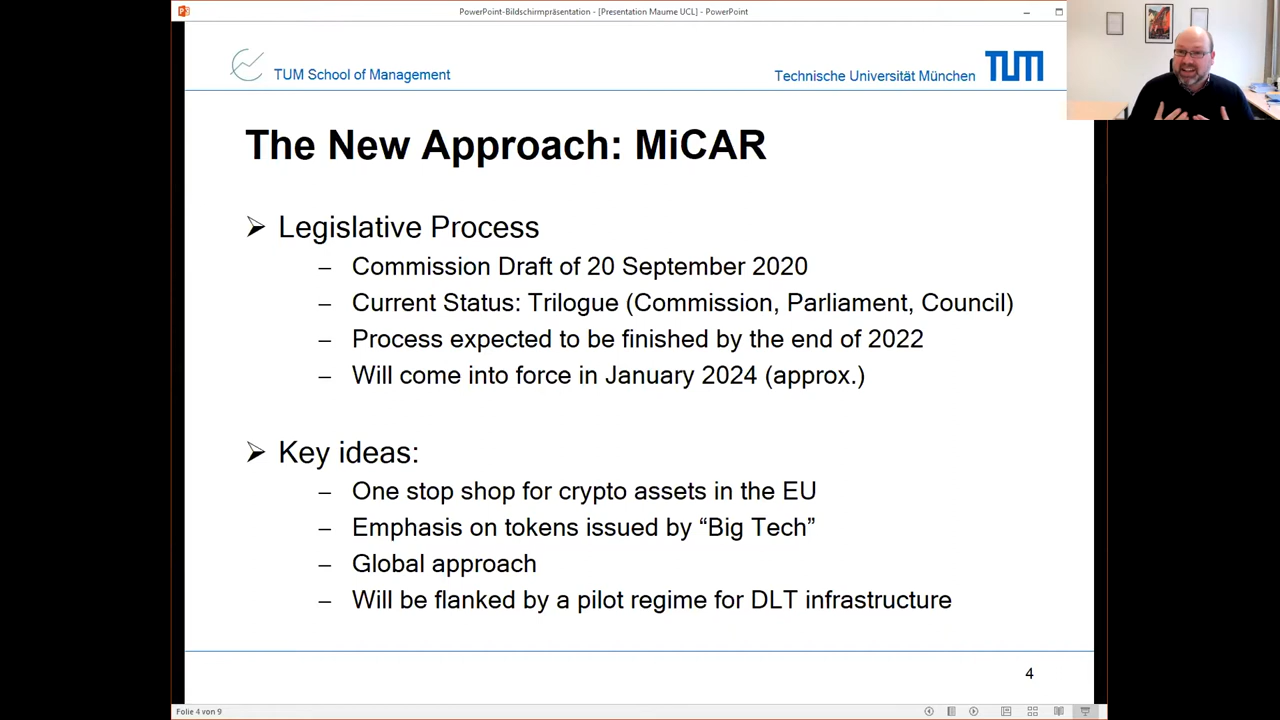 PowerPoint-Bildschirmpräsentation - [Presentation Maume UCL] - PowerPoint
TUM School of Management
Technische Universität München
TUM
The New Approach: MiCAR
Legislative Process
– Commission Draft of 20 September 2020
– Current Status: Trilogue (Commission, Parliament, Council)
– Process expected to be finished by the end of 2022
– Will come into force in January 2024 (approx.)
Key ideas:
– One stop shop for crypto assets in the EU
– Emphasis on tokens issued by “Big Tech”
– Global approach
– Will be flanked by a pilot regime for DLT infrastructure
4
Folie 4 von 9